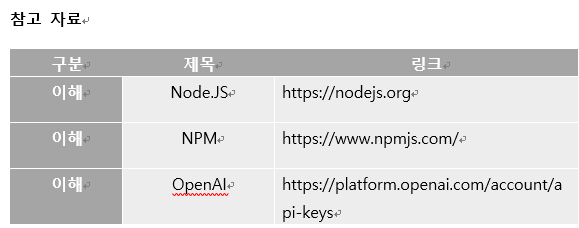 참고 자료
구분 제목 링크
이해 Node.JS https://nodejs.org
이해 NPM https://www.npmjs.com/
이해 OpenAI https://platform.openai.com/account/a
pi-keys